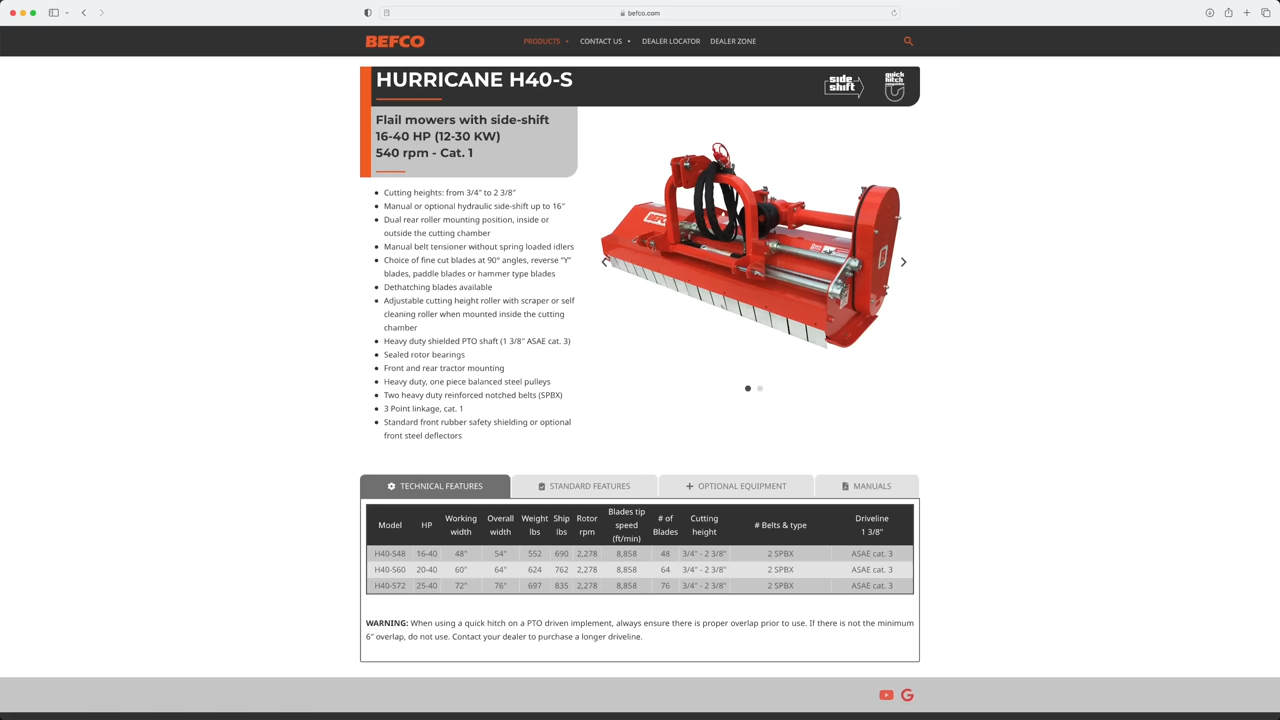 befco.com
BEFCO
PRODUCTS
CONTACT US
DEALER LOCATOR
DEALER ZONE
HURRICANE H40-S
side shift
quick hitch
Flail mowers with side-shift
16-40 HP (12-30 KW)
540 rpm - Cat. 1
Cutting heights: from 3/4" to 2 3/8"
Manual or optional hydraulic side-shift up to 16"
Dual rear roller mounting position, inside or
outside the cutting chamber
Manual belt tensioner without spring loaded idlers
Choice of fine cut blades at 90° angles, reverse "Y"
blades, paddle blades or hammer type blades
Dethatching blades available
Adjustable cutting height roller with scraper or self
cleaning roller when mounted inside the cutting
chamber
Heavy duty shielded PTO shaft (1 3/8" ASAE cat. 3)
Sealed rotor bearings
Front and rear tractor mounting
Heavy duty, one piece balanced steel pulleys
Two heavy duty reinforced notched belts (SPBX)
3 Point linkage, cat. 1
Standard front rubber safety shielding or optional
front steel deflectors
TECHNICAL FEATURES
STANDARD FEATURES
OPTIONAL EQUIPMENT
MANUALS
Model HP Working width Overall width Weight lbs Ship lbs Rotor rpm Blades tip speed (ft/min) # of Blades Cutting height # Belts & type Driveline 1 3/8"
H40-S48 16-40 48" 54" 552 690 2,278 8,858 48 3/4" - 2 3/8" 2 SPBX ASAE cat. 3
H40-S60 20-40 60" 64" 624 762 2,278 8,858 64 3/4" - 2 3/8" 2 SPBX ASAE cat. 3
H40-S72 25-40 72" 76" 697 835 2,278 8,858 76 3/4" - 2 3/8" 2 SPBX ASAE cat. 3
WARNING: When using a quick hitch on a PTO driven implement, always ensure there is proper overlap prior to use. If there is not the minimum
6" overlap, do not use. Contact your dealer to purchase a longer driveline.